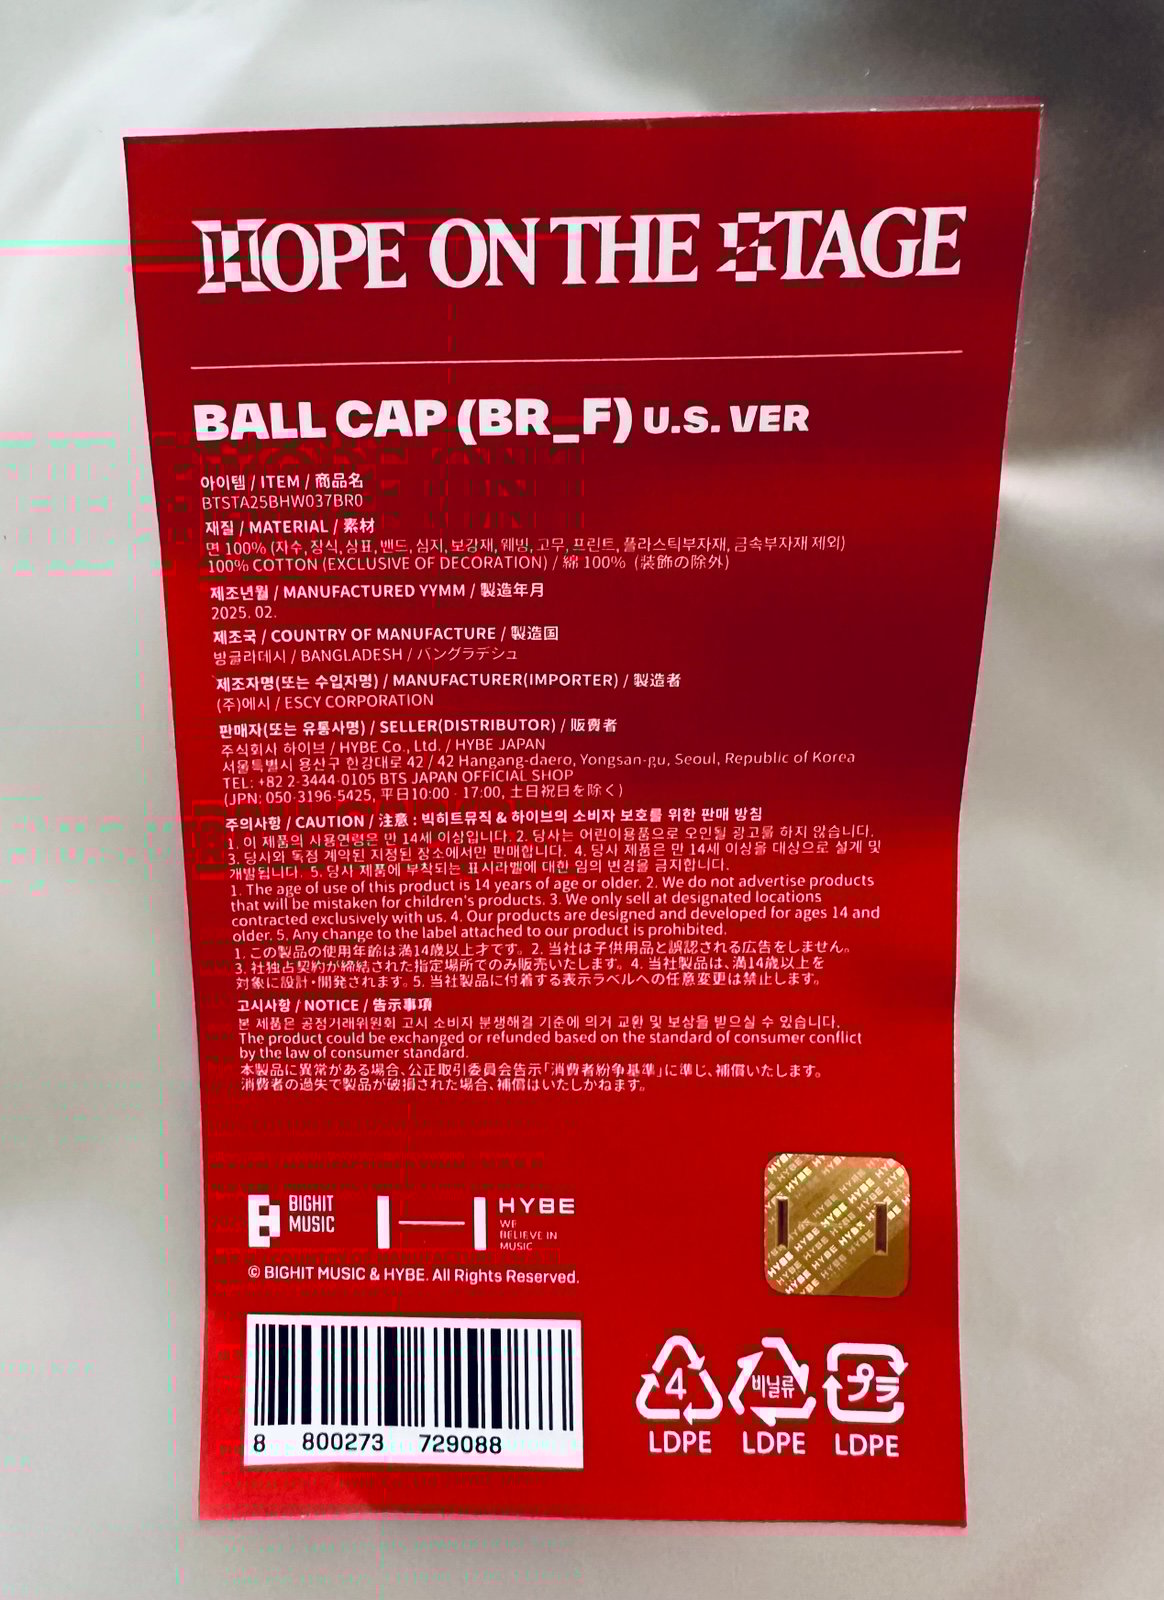 HOPE ON THE STAGE
BALL CAP (BR_F) U.S. VER
아이템 / ITEM / 商品名
BTSTA25BHW037BR0
재질 / MATERIAL / 素材
면 100% (자수, 장식, 상표, 밴드, 심지, 보강재, 웨빙, 고무, 프린트, 플라스틱부자재, 금속부자재 제외)
100% COTTON (EXCLUSIVE OF DECORATION) / 綿 100% (装飾の除外)
제조년월 / MANUFACTURED YYMM / 製造年月
2025. 02.
제조국 / COUNTRY OF MANUFACTURE / 製造国
방글라데시 / BANGLADESH / バングラデシュ
제조자명(또는 수입자명) / MANUFACTURER(IMPORTER) / 製造者
(주)에시 / ESCY CORPORATION
판매자(또는 유통사명) / SELLER(DISTRIBUTOR) / 販賣者
주식회사 하이브 / HYBE Co., Ltd. / HYBE JAPAN
서울특별시 용산구 한강대로 42 / 42 Hangang-daero, Yongsan-gu, Seoul, Republic of Korea
TEL: +82 2-3444-0105 BTS JAPAN OFFICIAL SHOP
(JPN: 050-3196-5425, 平日10:00 - 17:00, 土日祝日を除く)
주의사항 / CAUTION / 注意 : 빅히트뮤직 & 하이브의 소비자 보호를 위한 판매 방침
1. 이 제품의 사용연령은 만 14세 이상입니다. 2. 당사는 어린이용품으로 오인될 광고를 하지 않습니다.
3. 당사와 독점 계약된 지정된 장소에서만 판매합니다. 4. 당사 제품은 만 14세 이상을 대상으로 설계 및
개발됩니다. 5. 당사 제품에 부착되는 표시라벨에 대한 임의 변경을 금지합니다.
1. The age of use of this product is 14 years of age or older. 2. We do not advertise products
that will be mistaken for children's products. 3. We only sell at designated locations
contracted exclusively with us. 4. Our products are designed and developed for ages 14 and
older. 5. Any change to the label attached to our product is prohibited.
1. この製品の使用年齢は満14歳以上才です。 2. 当社は子供用品と誤認される広告をしません。
3. 社独占契約が締結された指定場所てのみ販売いたします。 4. 当社製品は、満14歳以上を
対象に設計・開発されます。 5. 当社製品に付着する表示ラベルへの任意変更は禁止します。
고시사항 / NOTICE / 告示事項
본 제품은 공정거래위원회 고시 소비자 분쟁해결 기준에 의거 교환 및 보상을 받으실 수 있습니다.
The product could be exchanged or refunded based on the standard of consumer conflict
by the law of consumer standard.
本製品に異常がある場合、公正取引委員会告示「消費者紛争基準」に準じ、補償いたします。
消費者の過失で製品が破損された場合、補償はいたしかねます。
BIGHIT
MUSIC
HYBE
WE
BELIEVE IN
MUSIC
© BIGHIT MUSIC & HYBE. All Rights Reserved.
8 800273 729088
4 비닐류 プラ
LDPE LDPE LDPE